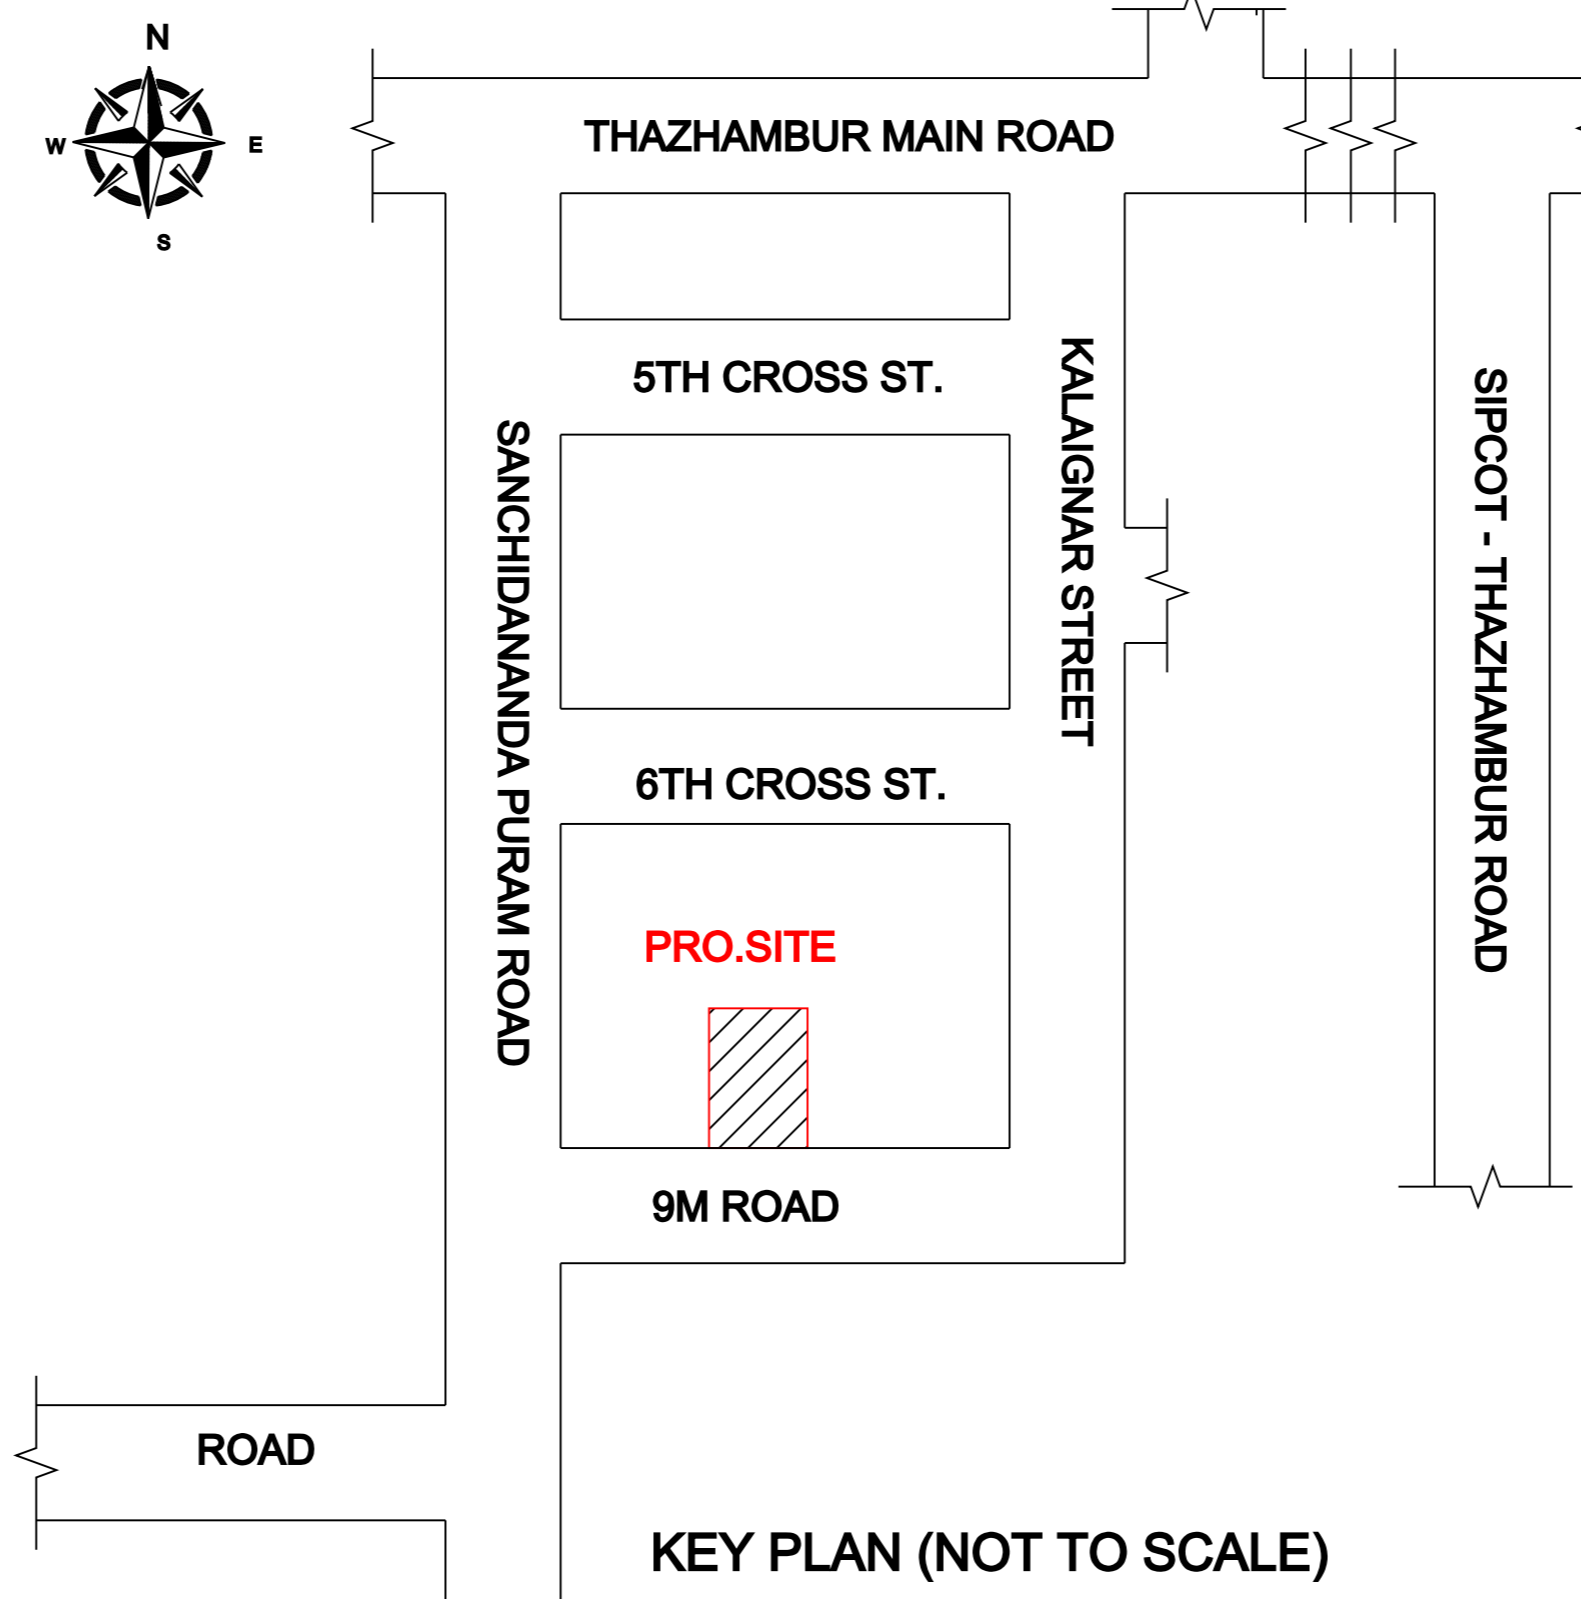 N
W
E
S
THAZHAMBUR MAIN ROAD
5TH CROSS ST.
KALAIGNAR STREET
SIPCOT - THAZHAMBUR ROAD
SANCHIDANANDA PURAM ROAD
6TH CROSS ST.
PRO.SITE
9M ROAD
ROAD
KEY PLAN (NOT TO SCALE)